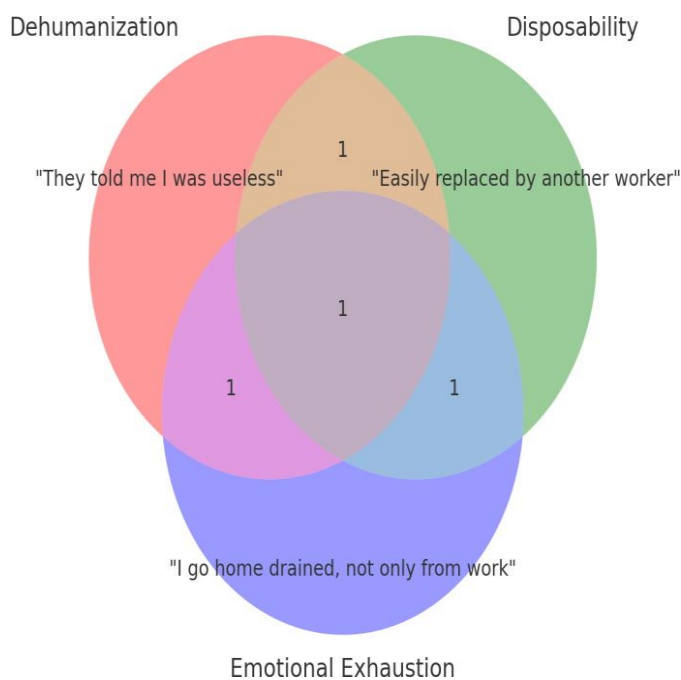 Dehumanization
Disposability
1
"They told me I was useless"
"Easily replaced by another worker"
1
1
1
"I go home drained, not only from work"
Emotional Exhaustion